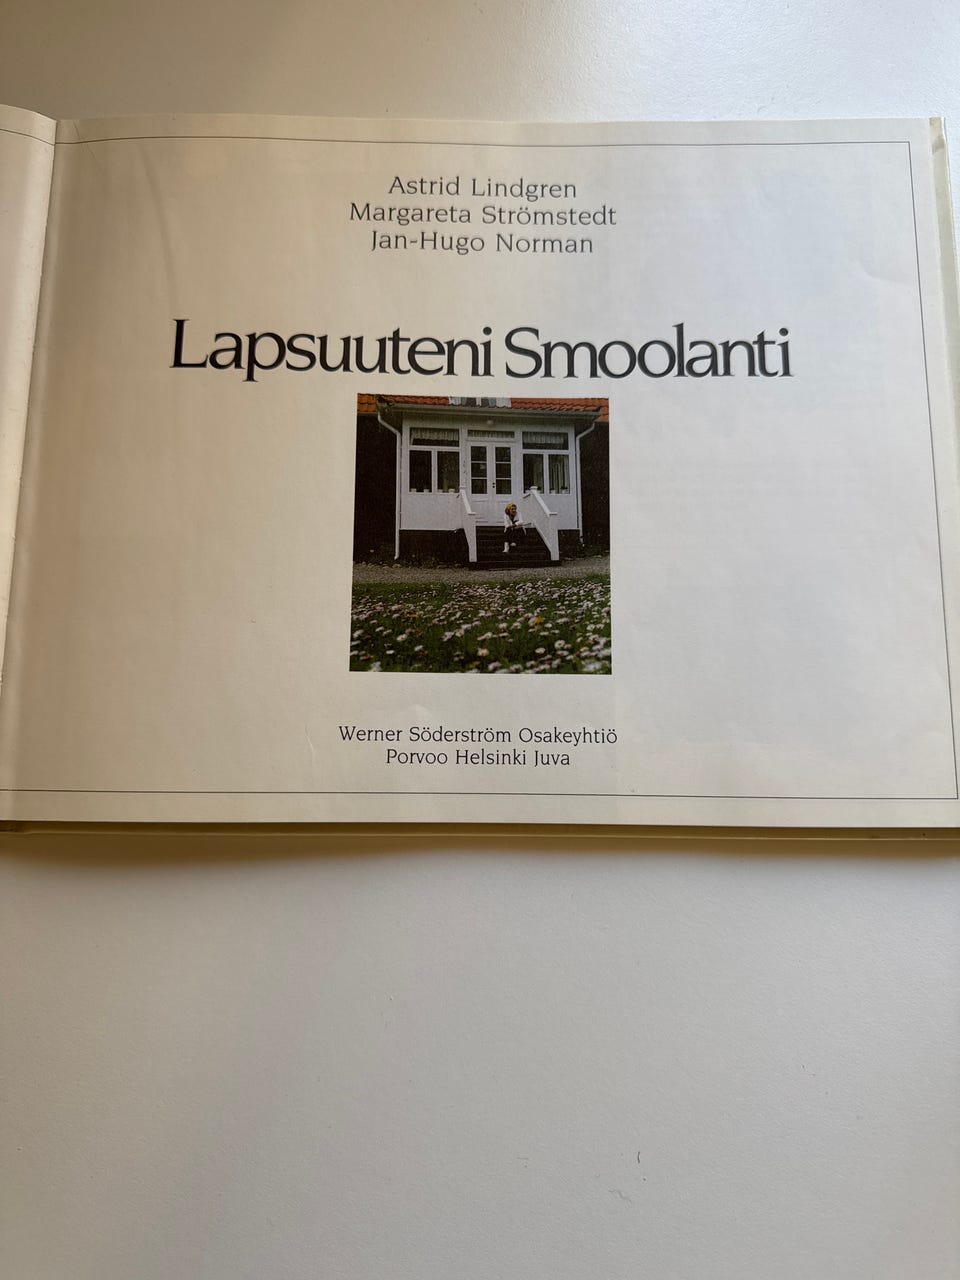 Astrid Lindgren
Margareta Strömstedt
Jan-Hugo Norman
Lapsuuteni Smoolanti
Werner Söderström Osakeyhtiö
Porvoo Helsinki Juva